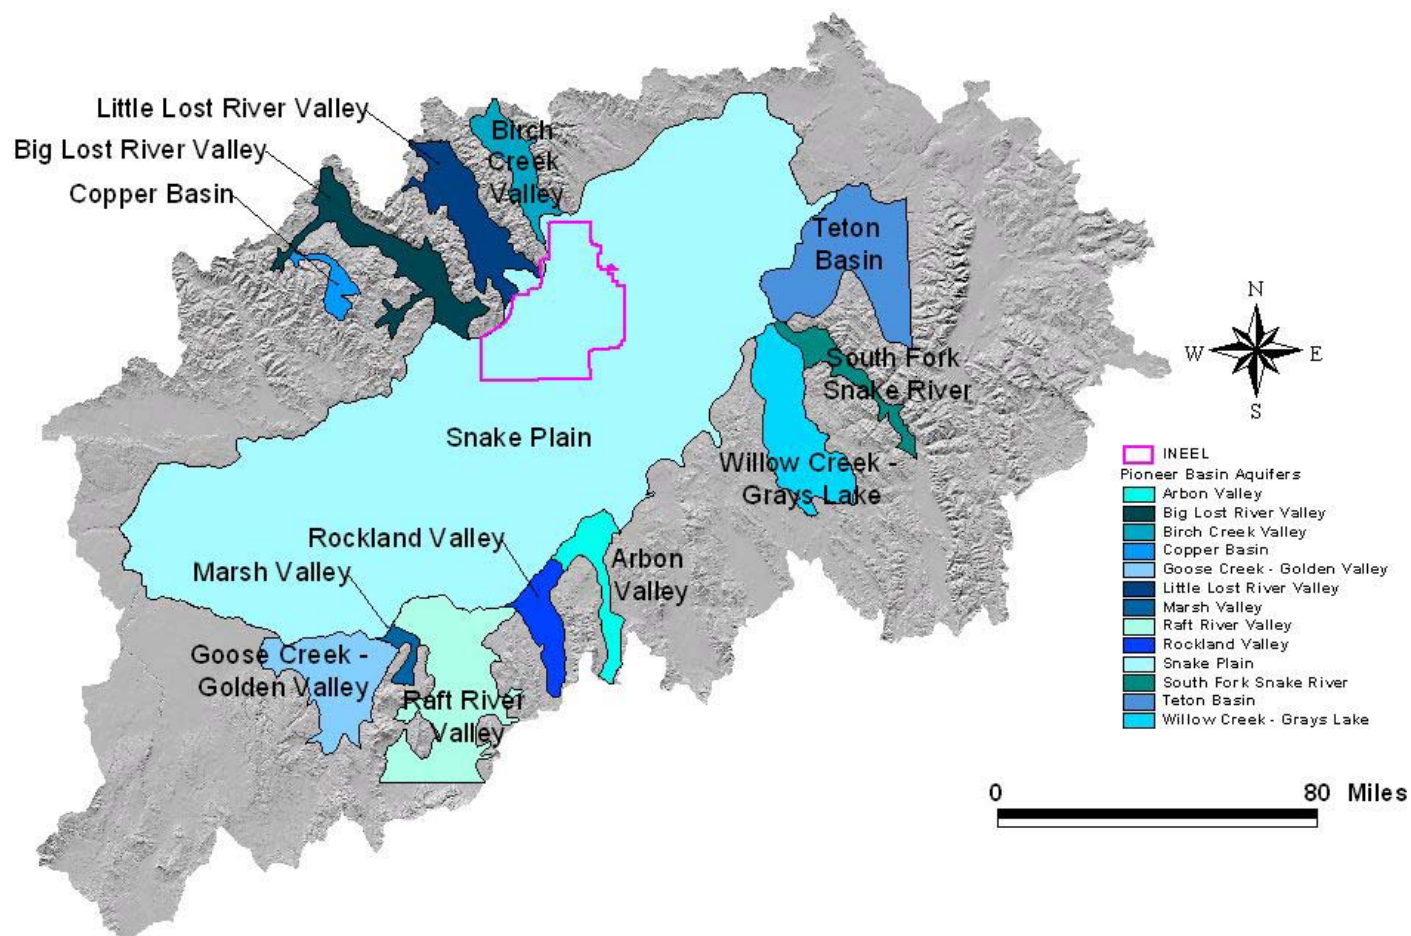 Little Lost River Valley
Big Lost River Valley
Copper Basin
Birch
Creek
Valley
Teton
Basin
South Fork
Snake River
Snake Plain
Willow Creek -
Grays Lake
Rockland Valley
Marsh Valley
Arbon
Valley
Goose Creek -
Golden Valley
Raft River
Valley
N
W E
S
INEEL
Pioneer Basin Aquifers
Arbon Valley
Big Lost River Valley
Birch Creek Valley
Copper Basin
Goose Creek - Golden Valley
Little Lost River Valley
Marsh Valley
Raft River Valley
Rockland Valley
Snake Plain
South Fork Snake River
Teton Basin
Willow Creek - Grays Lake
0 80 Miles